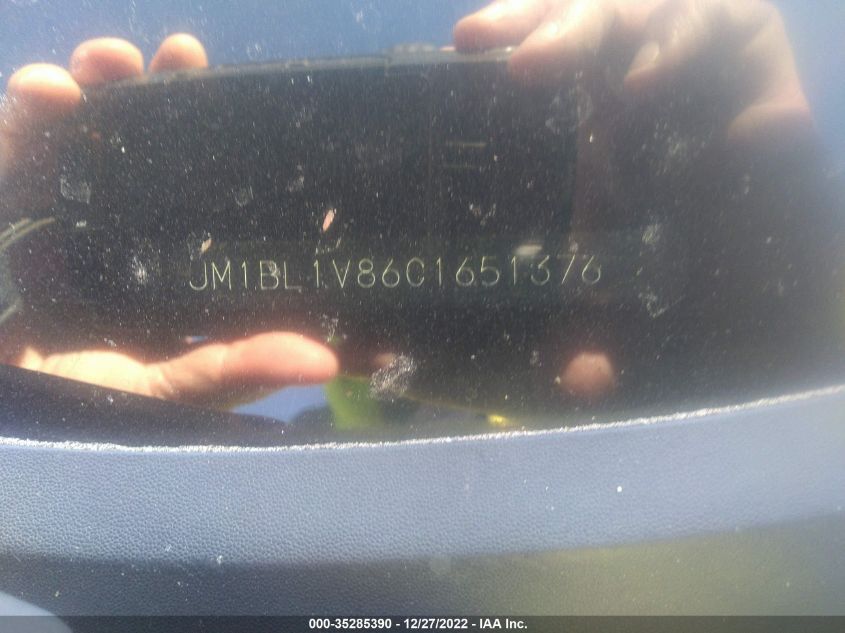 JM1BL1V86C1651376
000-35285390 - 12/27/2022 - IAA Inc.